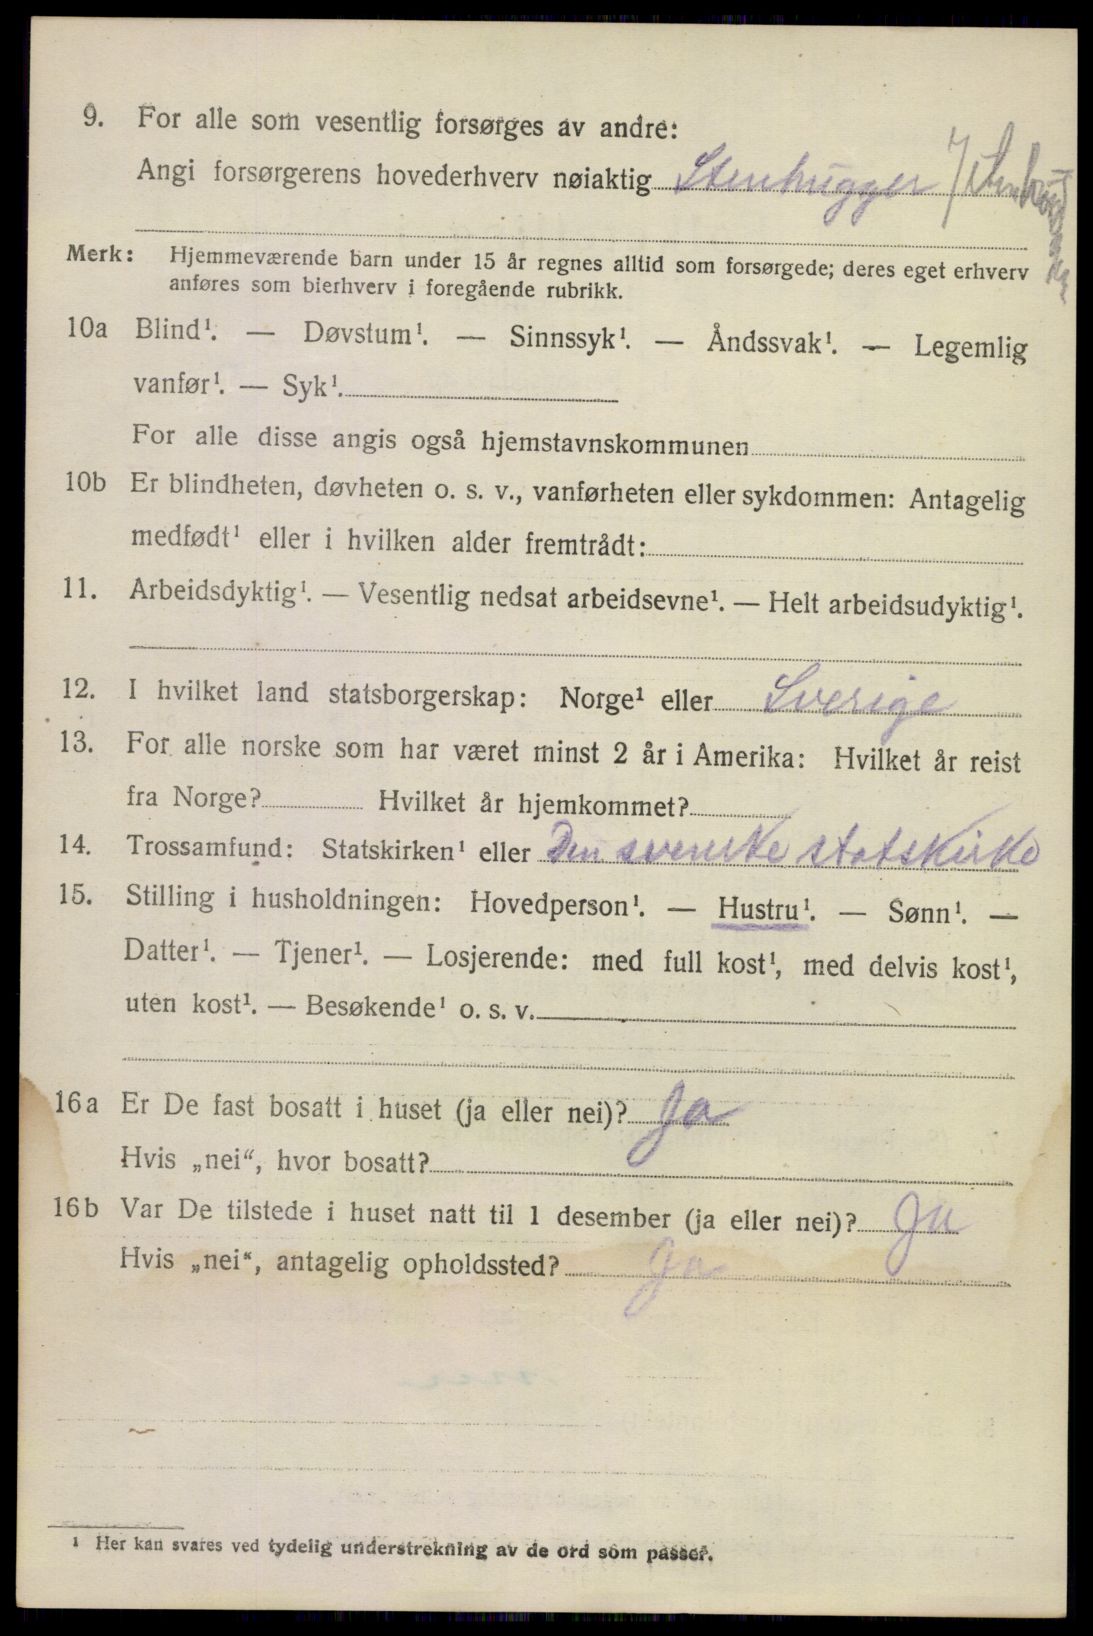 9. For alle som vesentlig forsørges av andre:
Angi forsørgerens hovederhverv nøiaktig Stenhugger
Merk: Hjemmeværende barn under 15 år regnes alltid som forsørgede; deres eget erhverv
anføres som bierhverv i foregående rubrikk.
10a Blind¹. — Døvstum¹. — Sinnssyk¹. — Åndssvak¹. — Legemlig
vanfør¹. — Syk¹.
For alle disse angis også hjemstavnskommunen
10b Er blindheten, døvheten o. s. v., vanførheten eller sykdommen: Antagelig
medfødt¹ eller i hvilken alder fremtrådt:
11. Arbeidsdyktig¹. — Vesentlig nedsat arbeidsevne¹. — Helt arbeidsudyktig¹.
12. I hvilket land statsborgerskap: Norge¹ eller Sverige
13. For alle norske som har været minst 2 år i Amerika: Hvilket år reist
fra Norge? Hvilket år hjemkommet?
14. Trossamfund: Statskirken¹ eller Den svenske statskirke
15. Stilling i husholdningen: Hovedperson¹. — Hustru¹. — Sønn¹. —
Datter¹. — Tjener¹. — Losjerende: med full kost¹, med delvis kost¹,
uten kost¹. — Besøkende¹ o. s. v.
16a Er De fast bosatt i huset (ja eller nei)? Ja
Hvis „nei“, hvor bosatt?
16b Var De tilstede i huset natt til 1 desember (ja eller nei)? Ja
Hvis „nei“, antagelig opholdssted? Ja
¹ Her kan svares ved tydelig understrekning av de ord som passer.